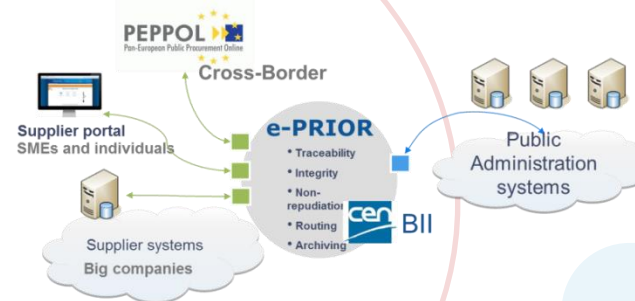 PEPPOL
Pan-European Public Procurement Online
Cross-Border
Supplier portal
SMEs and individuals
e-PRIOR
• Traceability
• Integrity
• Non-
repudiation
• Routing
• Archiving
cen
BII
Public
Administration
systems
Supplier systems
Big companies